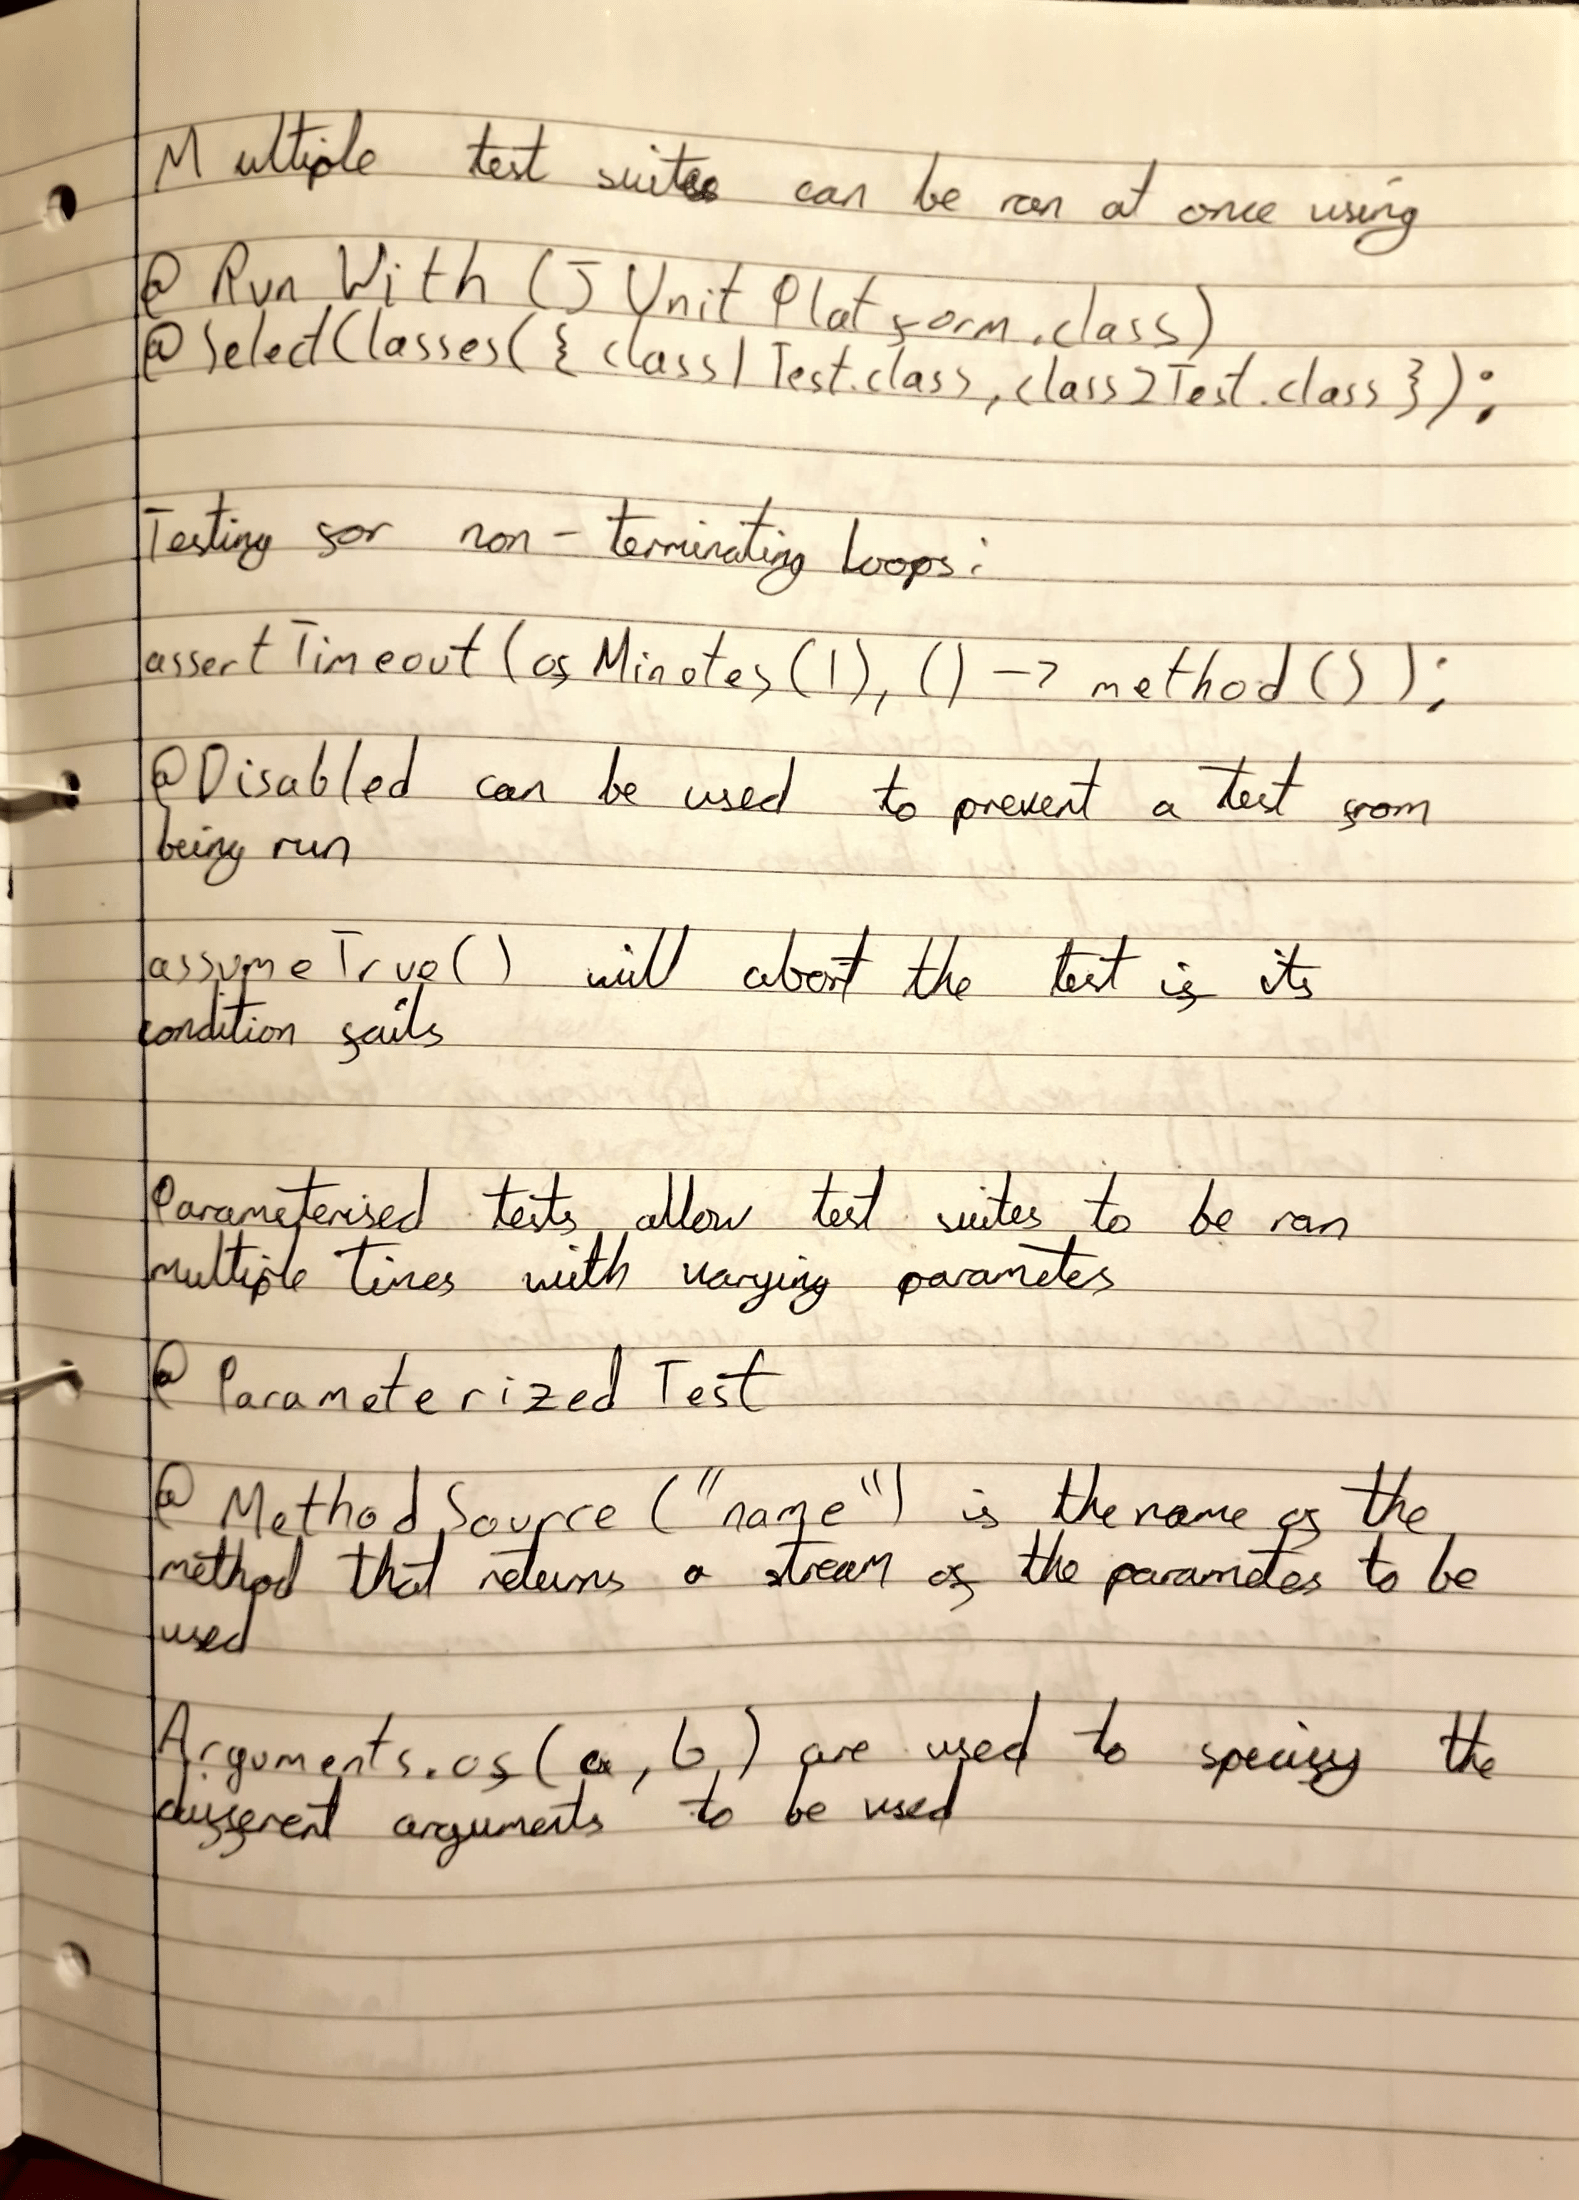 Multiple test suites can be ran at once using
@RunWith(JUnitPlatform.class)
@SelectClasses({class1Test.class, class2Test.class});
Testing for non-terminating loops:
assertTimeout(ofMinutes(1), () -> method());
@Disabled can be used to prevent a test from
being run
assumeTrue() will abort the test if its
condition fails
Parameterised tests allow test suites to be ran
multiple times with varying parametes
@ParameterizedTest
@MethodSource("name") is the name of the
method that returns a stream of the parametes to be
used
Arguments.of(a, b) are used to specify the
different arguments to be used